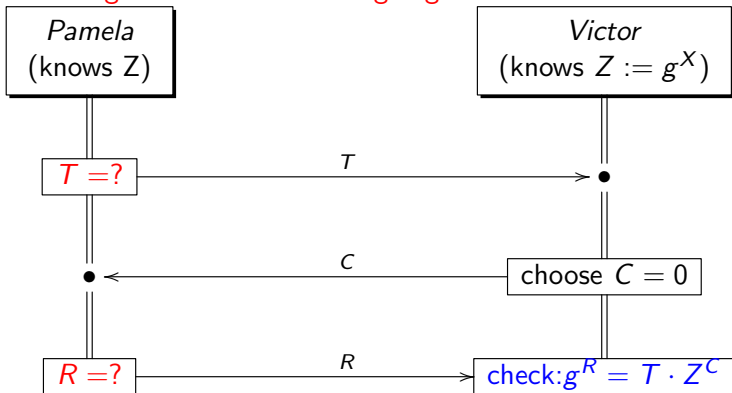 Pamela
(knows Z)
Victor
(knows Z := g^X)
T =?
T
C
choose C = 0
R =?
R
check:g^R = T · Z^C